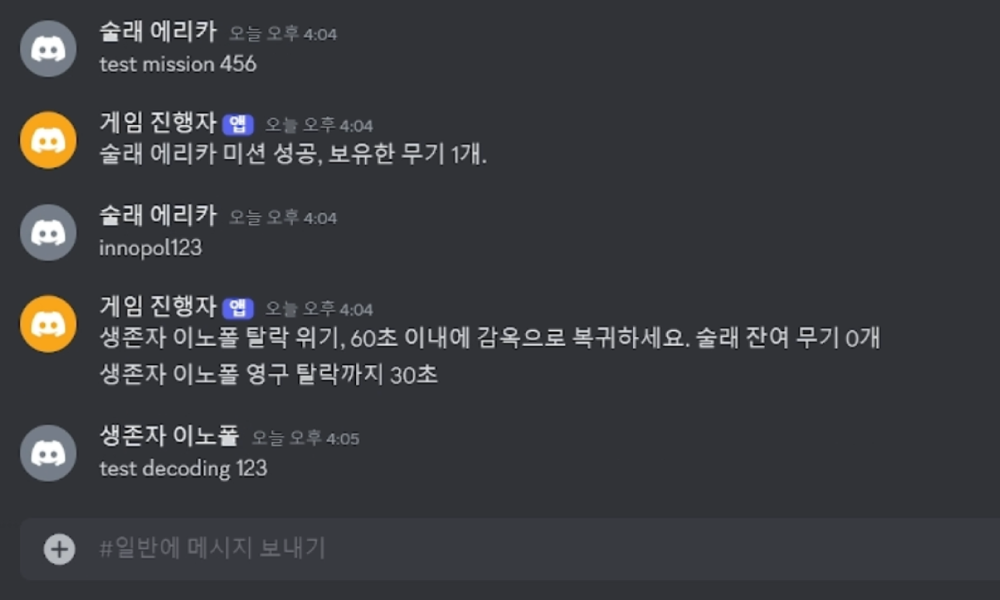 술래 에리카 오늘 오후 4:04
test mission 456
게임 진행자 앱 오늘 오후 4:04
술래 에리카 미션 성공, 보유한 무기 1개.
술래 에리카 오늘 오후 4:04
innopol123
게임 진행자 앱 오늘 오후 4:04
생존자 이노폴 탈락 위기, 60초 이내에 감옥으로 복귀하세요. 술래 잔여 무기 0개
생존자 이노폴 영구 탈락까지 30초
생존자 이노폴 오늘 오후 4:05
test decoding 123
#일반에 메시지 보내기